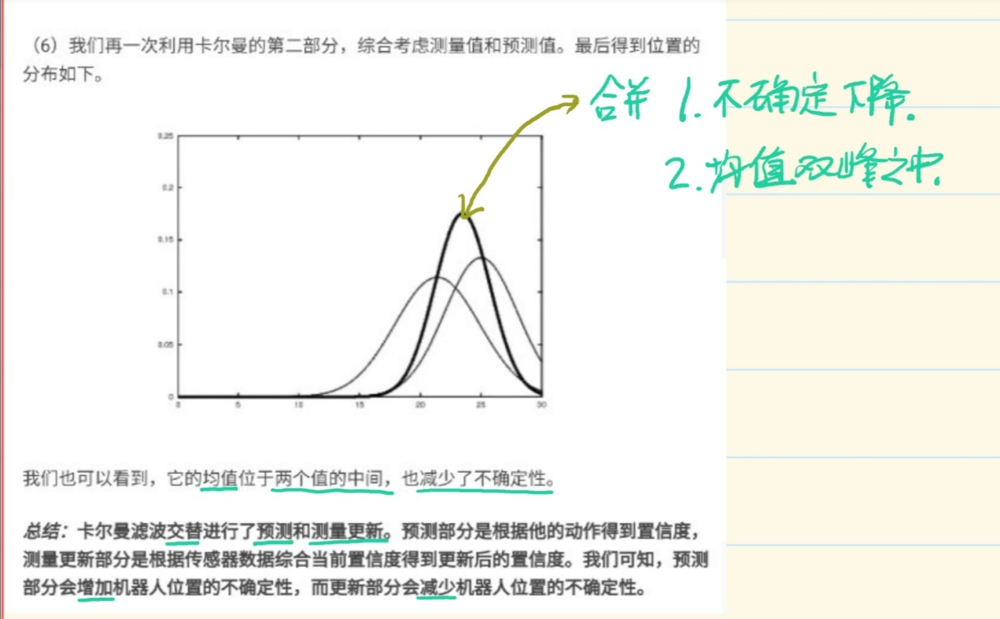 （6）我们再一次利用卡尔曼的第二部分，综合考虑测量值和预测值。最后得到位置的
分布如下。
合并 1.不确定下降.
2.均值双峰之中.
0.25
0.2
0.15
0.1
0.05
0
0 5 10 15 20 25 30
我们也可以看到，它的均值位于两个值的中间，也减少了不确定性。
总结：卡尔曼滤波交替进行了预测和测量更新。预测部分是根据他的动作得到置信度，
测量更新部分是根据传感器数据综合当前置信度得到更新后的置信度。我们可知，预测
部分会增加机器人位置的不确定性，而更新部分会减少机器人位置的不确定性。